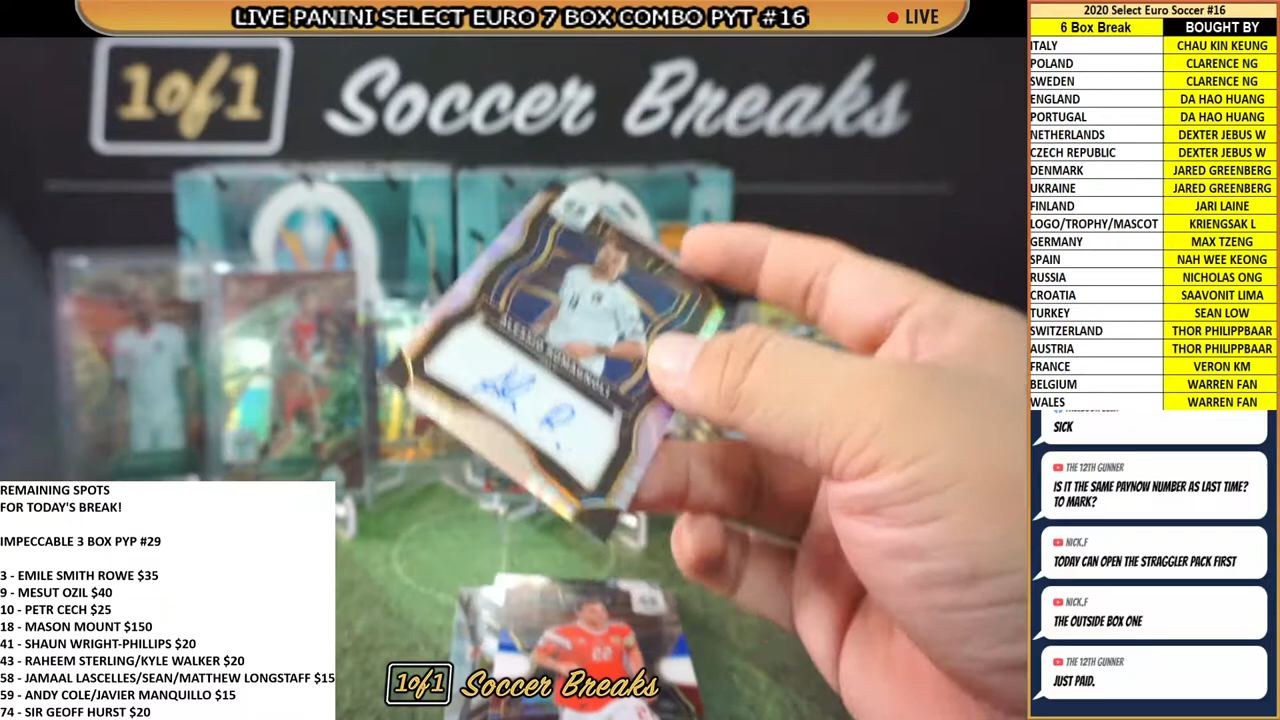 LIVE PANINI SELECT EURO 7 BOX COMBO PYT #16
LIVE
1of1 Soccer Breaks
ALESSIO ROMAGNOLI
1of1 Soccer Breaks
2020 Select Euro Soccer #16
6 Box Break BOUGHT BY
ITALY CHAU KIN KEUNG
POLAND CLARENCE NG
SWEDEN CLARENCE NG
ENGLAND DA HAO HUANG
PORTUGAL DA HAO HUANG
NETHERLANDS DEXTER JEBUS W
CZECH REPUBLIC DEXTER JEBUS W
DENMARK JARED GREENBERG
UKRAINE JARED GREENBERG
FINLAND JARI LAINE
LOGO/TROPHY/MASCOT KRIENGSAK L
GERMANY MAX TZENG
SPAIN NAH WEE KEONG
RUSSIA NICHOLAS ONG
CROATIA SAAVONIT LIMA
TURKEY SEAN LOW
SWITZERLAND THOR PHILIPPBAAR
AUSTRIA THOR PHILIPPBAAR
FRANCE VERON KM
BELGIUM WARREN FAN
WALES WARREN FAN
SICK
THE 12TH GUNNER
IS IT THE SAME PAYNOW NUMBER AS LAST TIME?
TO MARK?
NICK.F
TODAY CAN OPEN THE STRAGGLER PACK FIRST
NICK.F
THE OUTSIDE BOX ONE
THE 12TH GUNNER
JUST PAID.
REMAINING SPOTS
FOR TODAY'S BREAK!
IMPECCABLE 3 BOX PYP #29
3 - EMILE SMITH ROWE $35
9 - MESUT OZIL $40
10 - PETR CECH $25
18 - MASON MOUNT $150
41 - SHAUN WRIGHT-PHILLIPS $20
43 - RAHEEM STERLING/KYLE WALKER $20
58 - JAMAAL LASCELLES/SEAN/MATTHEW LONGSTAFF $15
59 - ANDY COLE/JAVIER MANQUILLO $15
74 - SIR GEOFF HURST $20